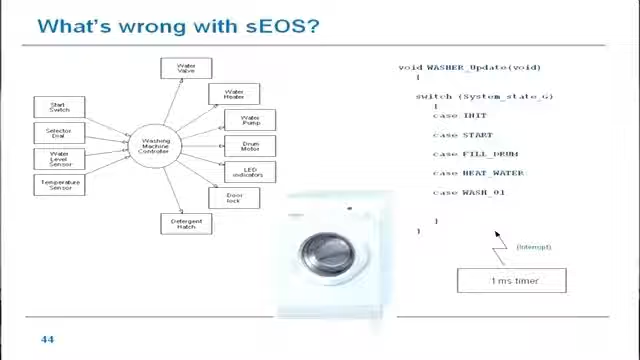 What's wrong with sEOS?
Water
Valve
Start
Switch
Selector
Dial
Water
Level
Sensor
Temperature
Sensor
Washing
Machine
Controller
Water
Heater
Water
Pump
Drum
Motor
LED
indicators
Door
lock
Detergent
Hatch
void WASHER_Update(void)
{
switch (System_state_G)
{
case INIT
case START
case FILL_DRUM
case HEAT_WATER
case WASH_01
}
}
(Interrupt)
1 ms timer
44